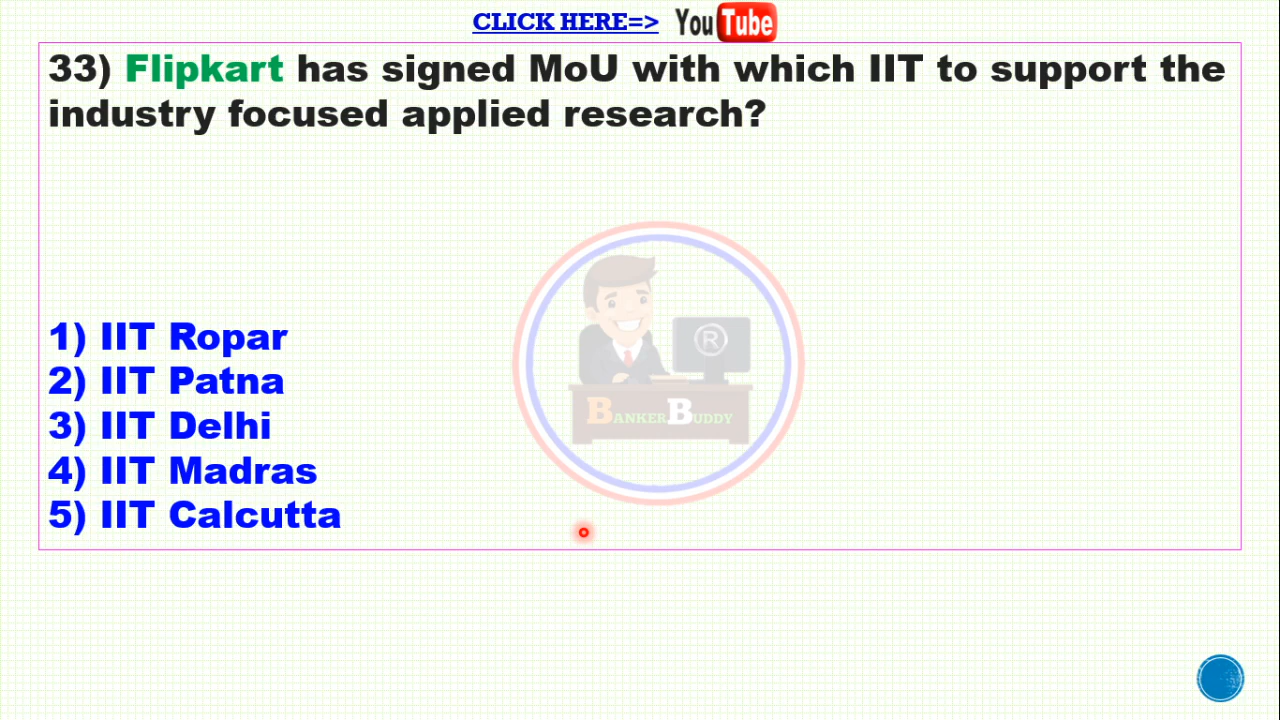 CLICK HERE=> YouTube
33) Flipkart has signed MoU with which IIT to support the
industry focused applied research?
R
BANKERBUDDY
1) IIT Ropar
2) IIT Patna
3) IIT Delhi
4) IIT Madras
5) IIT Calcutta